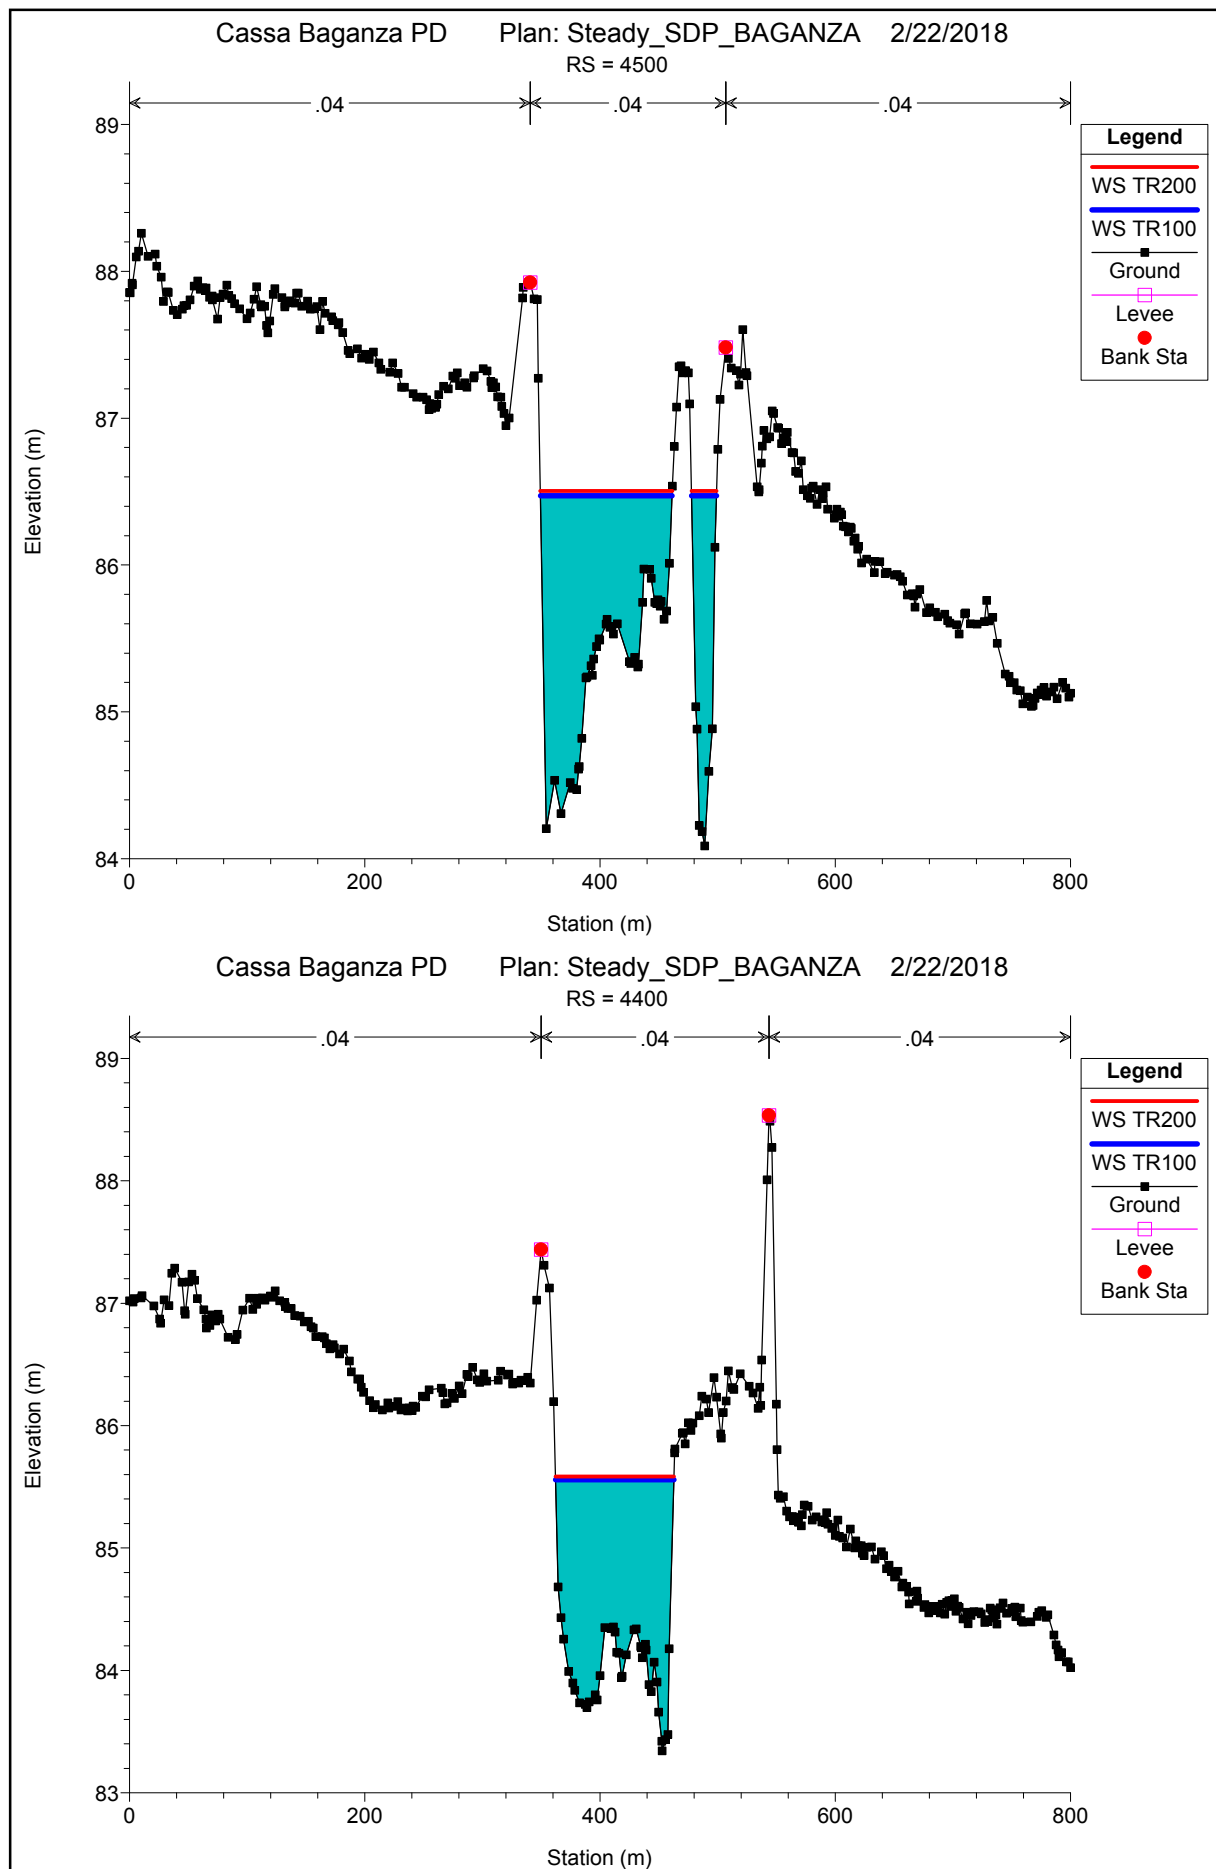 Cassa Baganza PD Plan: Steady_SDP_BAGANZA 2/22/2018
RS = 4500
.04 .04 .04
89
88
87
86
85
84
0 200 400 600 800
Elevation (m)
Station (m)
Legend
WS TR200
WS TR100
Ground
Levee
Bank Sta
Cassa Baganza PD Plan: Steady_SDP_BAGANZA 2/22/2018
RS = 4400
.04 .04 .04
89
88
87
86
85
84
83
0 200 400 600 800
Elevation (m)
Station (m)
Legend
WS TR200
WS TR100
Ground
Levee
Bank Sta